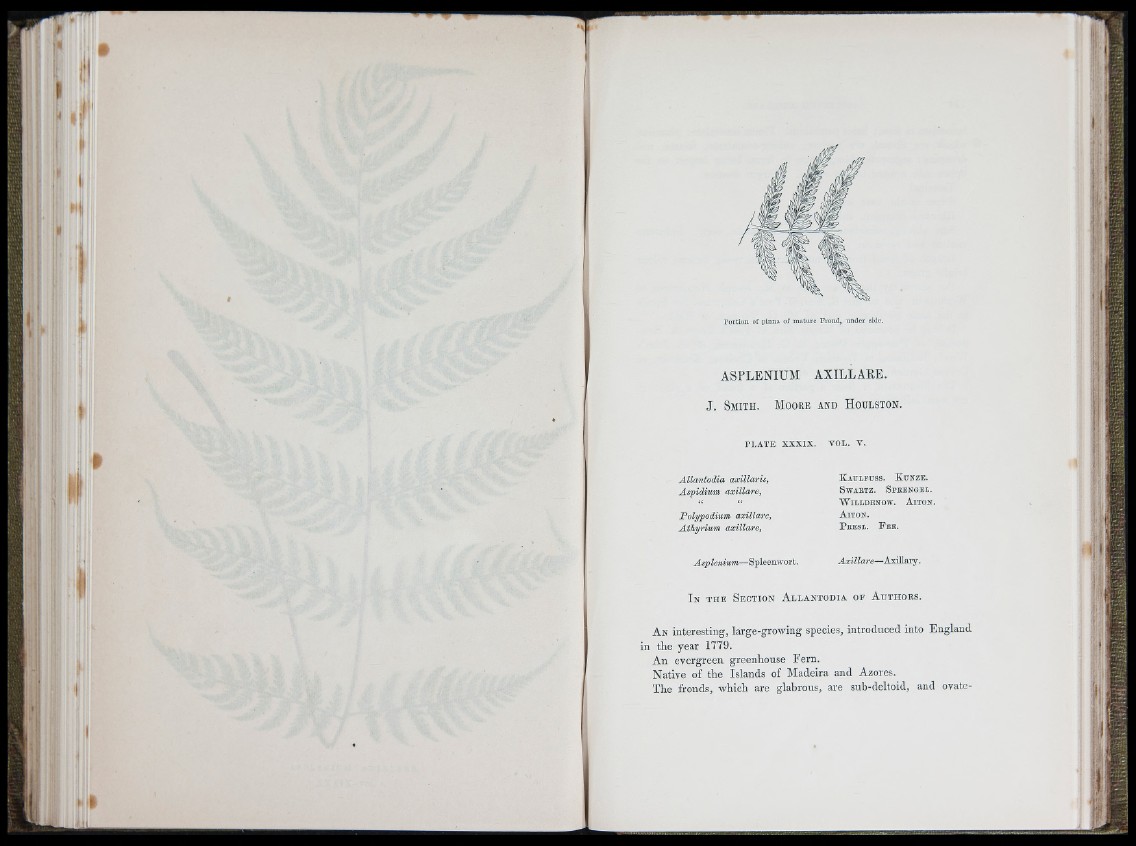 Portion of pinna of mature Frond, under side.
ASPLENIUM AXILLARE.
J. SMITH. MOORE AND HOULSTON.
PLATE XXXIX. VOL. V.
Allantodia axillaris, KAULFUSS. KUNZE.
Aspidium axillare, SWARTZ. SPRENGEL.
" " WILLDENOW. AITON.
Polypodium axillare, AITON.
Athyrium axillare, PRESL. FEE.
Asplenium—Spleenwort. Axillare—Axillary.
IN THE SECTION ALLANTODIA OF AUTHORS.
AN interesting, large-growing species, introduced into England
in the year 1779.
An evergreen greenhouse Fern.
Native of the Islands of Madeira and Azores.
The fronds, which are glabrous, are sub-deltoid, and ovate-